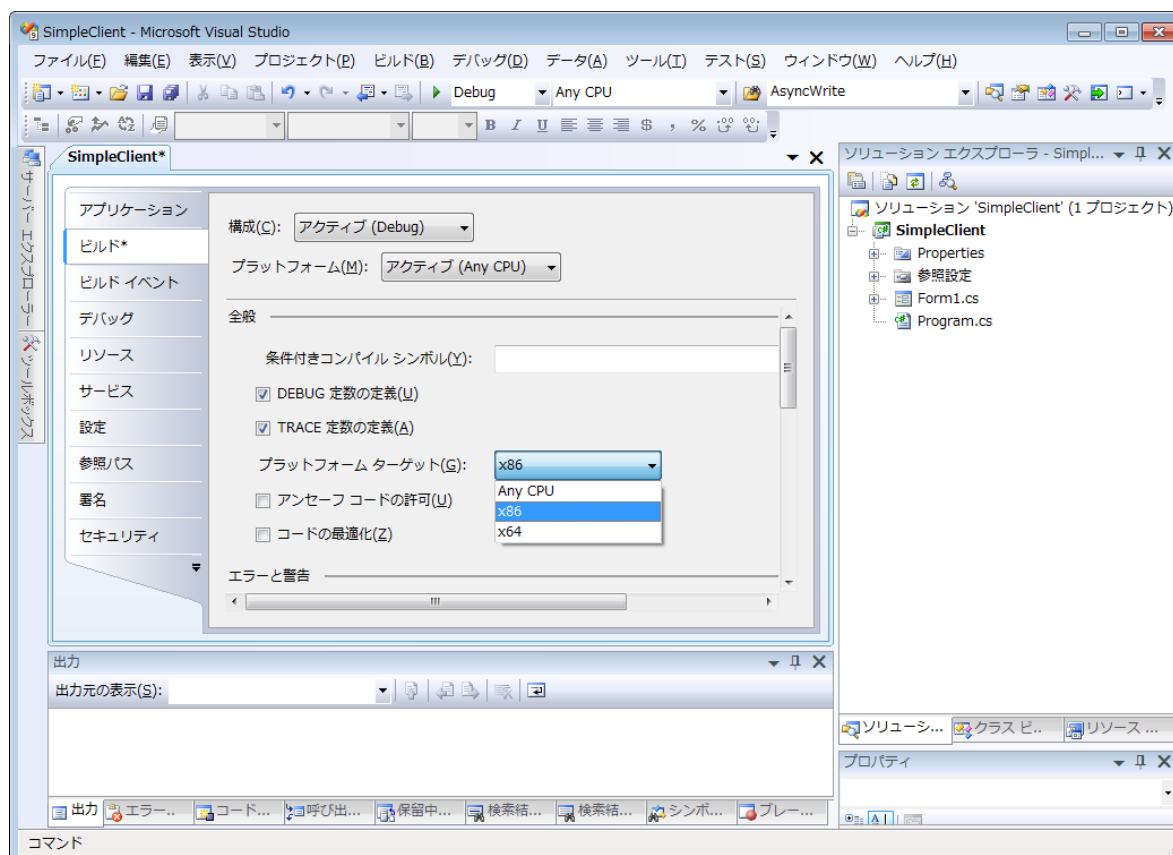 SimpleClient - Microsoft Visual Studio
ファイル(F) 編集(E) 表示(V) プロジェクト(P) ビルド(B) デバッグ(D) データ(A) ツール(T) テスト(S) ウィンドウ(W) ヘルプ(H)
Debug Any CPU AsyncWrite
B I U $ , %
サーバー エクスプローラー
ツールボックス
SimpleClient*
アプリケーション
ビルド*
ビルド イベント
デバッグ
リソース
サービス
設定
参照パス
署名
セキュリティ
構成(C): アクティブ (Debug)
プラットフォーム(M): アクティブ (Any CPU)
全般
条件付きコンパイル シンボル(Y):
DEBUG 定数の定義(U)
TRACE 定数の定義(A)
プラットフォーム ターゲット(G): x86
Any CPU
x86
x64
アンセーフ コードの許可(U)
コードの最適化(Z)
エラーと警告
出力
出力元の表示(S):
出力 エラー... コード... 呼び出... 保留中... 検索結... 検索結... シンボ... ブレー...
コマンド
ソリューション エクスプローラ - Simpl...
ソリューション 'SimpleClient' (1 プロジェクト)
SimpleClient
Properties
参照設定
Form1.cs
Program.cs
ソリューシ... クラス ビ... リソース ...
プロパティ